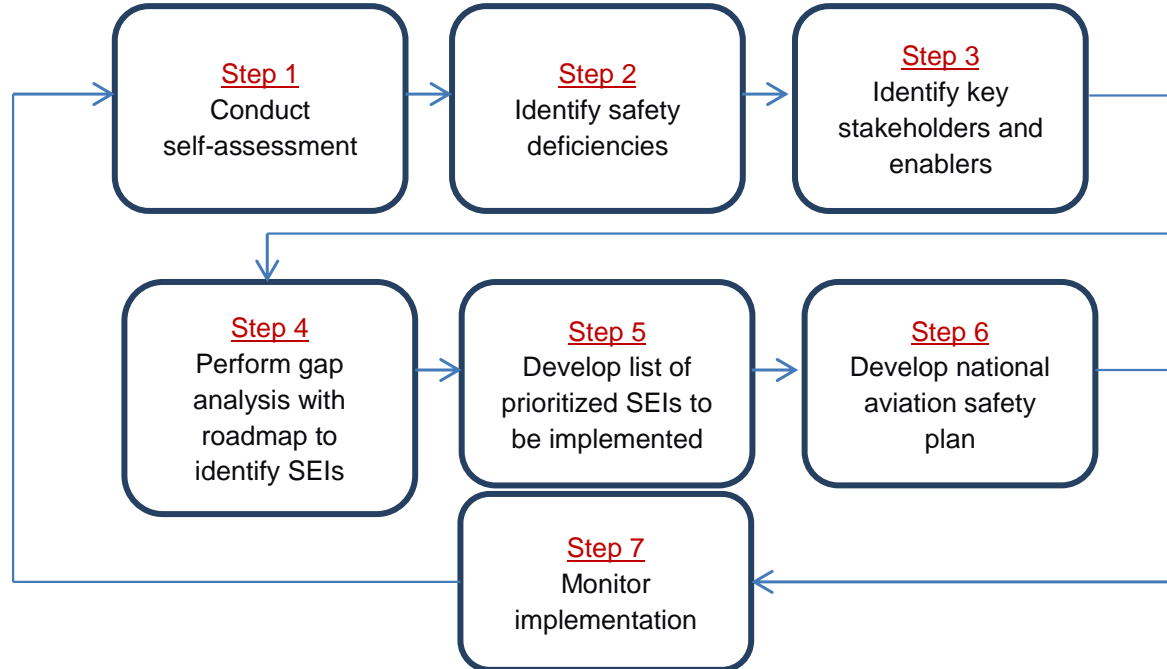 Step 1
Conduct
self-assessment
Step 2
Identify safety
deficiencies
Step 3
Identify key
stakeholders and
enablers
Step 4
Perform gap
analysis with
roadmap to
identify SEIs
Step 5
Develop list of
prioritized SEIs to
be implemented
Step 6
Develop national
aviation safety
plan
Step 7
Monitor
implementation